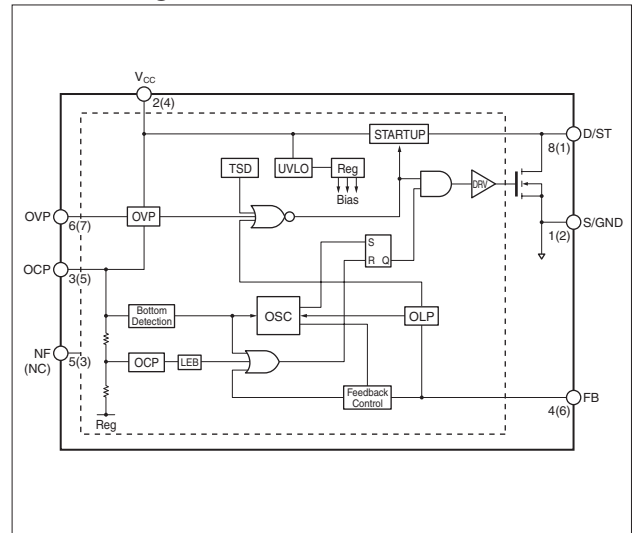 VCC
2(4)
STARTUP
D/ST
8(1)
TSD
UVLO
Reg
Bias
DRV
OVP
6(7)
OVP
S/GND
1(2)
OCP
3(5)
S
R Q
Bottom
Detection
OSC
OLP
NF
(NC)
5(3)
OCP
LEB
Feedback
Control
FB
4(6)
Reg